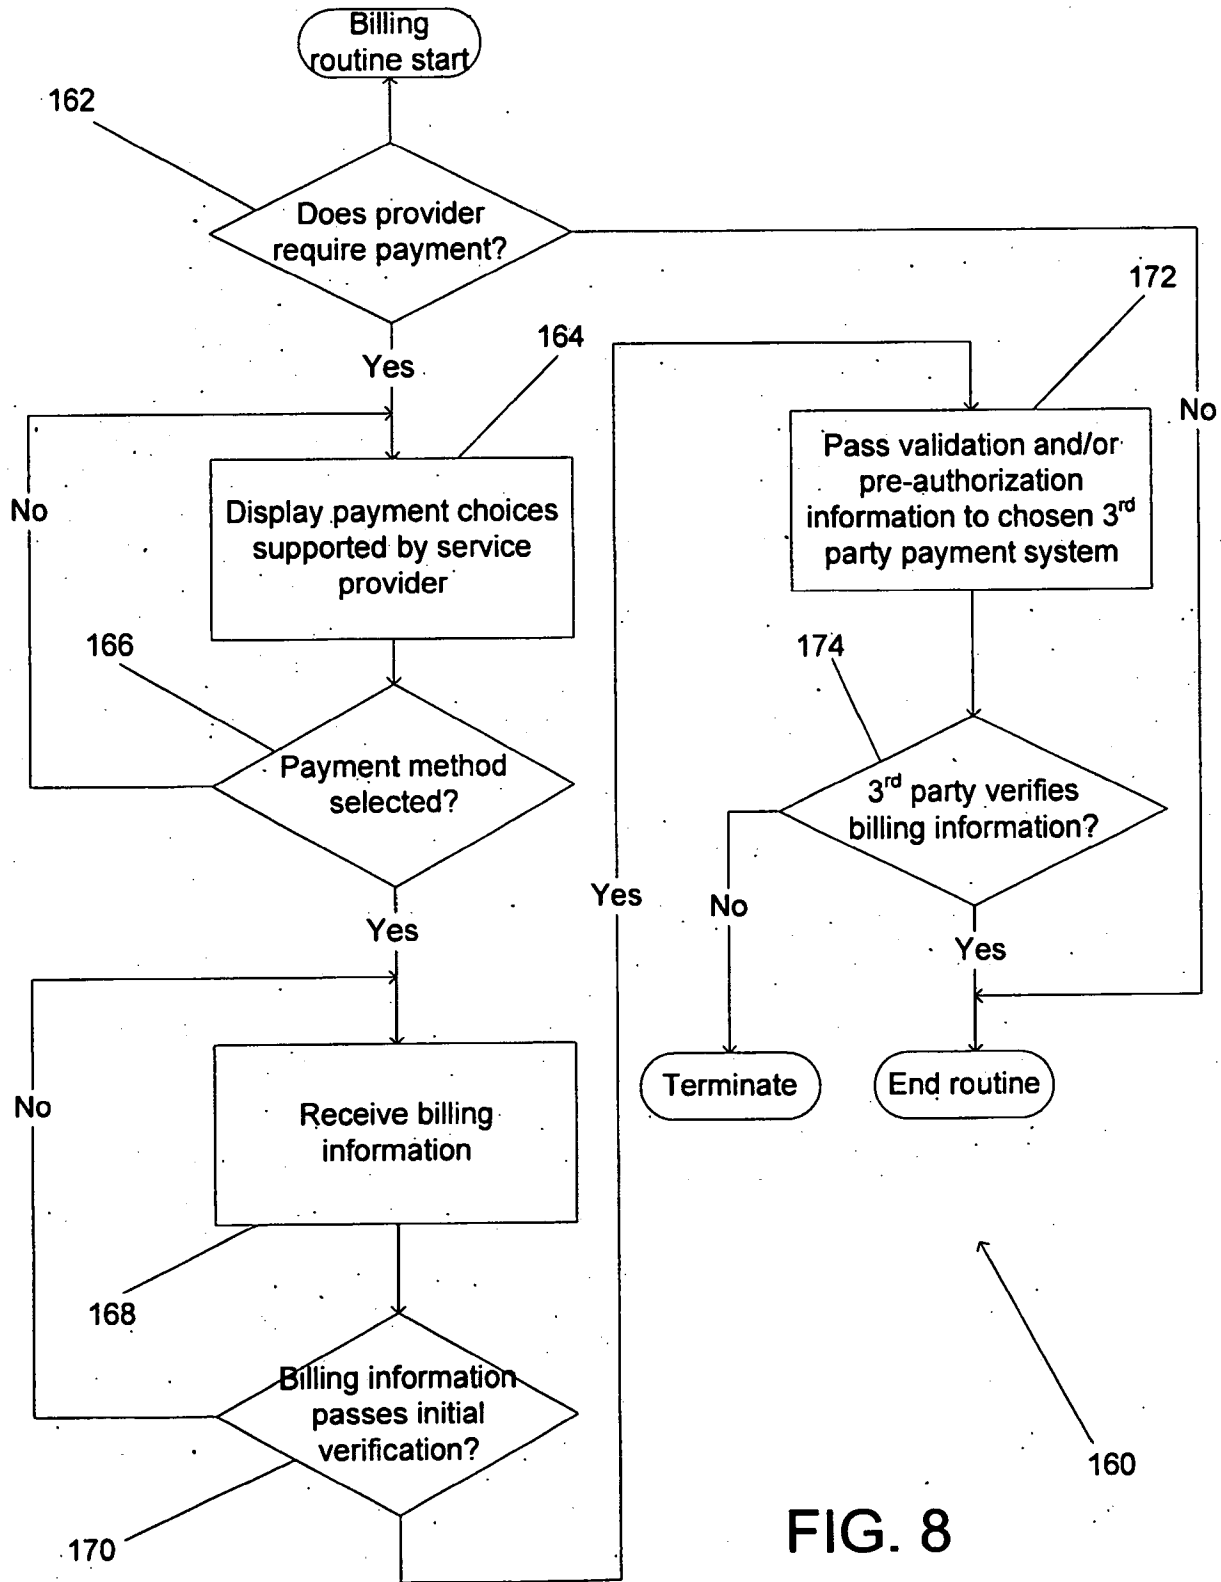 Billing
routine start
162
Does provider
require payment?
Yes
164
172
No
No
Display payment choices
supported by service
provider
Pass validation and/or
pre-authorization
information to chosen 3rd
party payment system
166
174
Payment method
selected?
3rd party verifies
billing information?
Yes
Yes
No
Yes
No
Receive billing
information
Terminate
End routine
168
Billing information
passes initial
verification?
170
160
FIG. 8